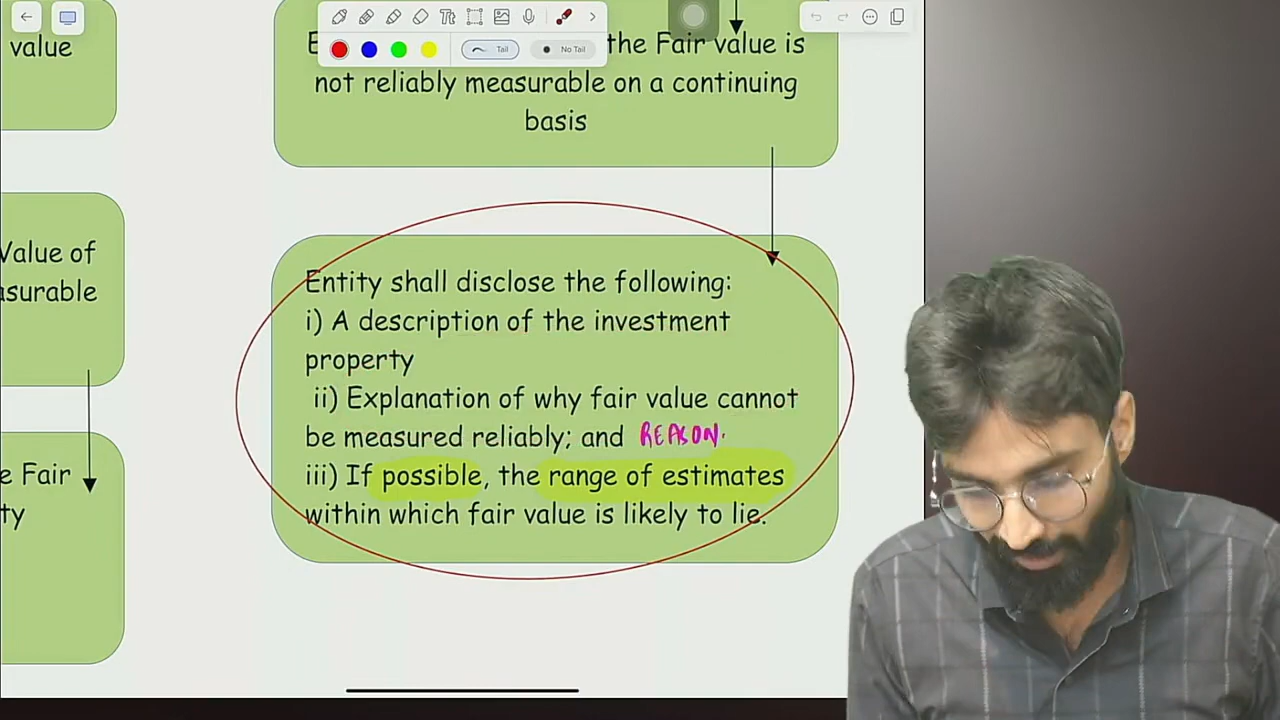 value
Tail
No Tail
E the Fair value is
not reliably measurable on a continuing
basis
Value of
asurable
Entity shall disclose the following:
i) A description of the investment
property
ii) Explanation of why fair value cannot
be measured reliably; and REASON.
iii) If possible, the range of estimates
within which fair value is likely to lie.
e Fair
ty